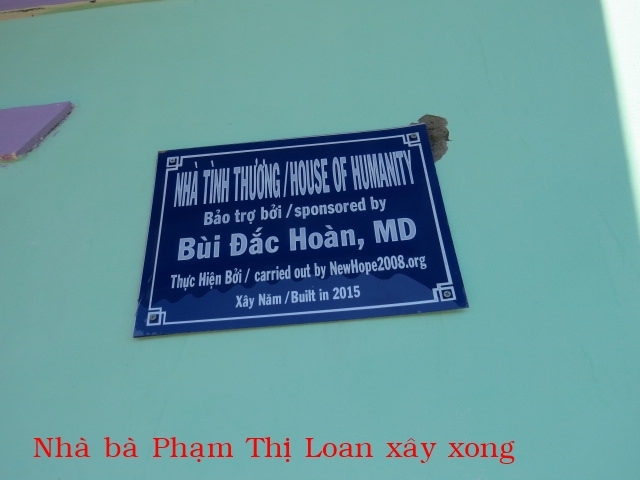 NHÀ TÌNH THƯƠNG / HOUSE OF HUMANITY
Bảo trợ bởi / sponsored by
Bùi Đắc Hoàn, MD
Thực Hiện Bởi / carried out by NewHope2008.org
Xây Năm / Built in 2015
Nhà bà Phạm Thị Loan xây xong